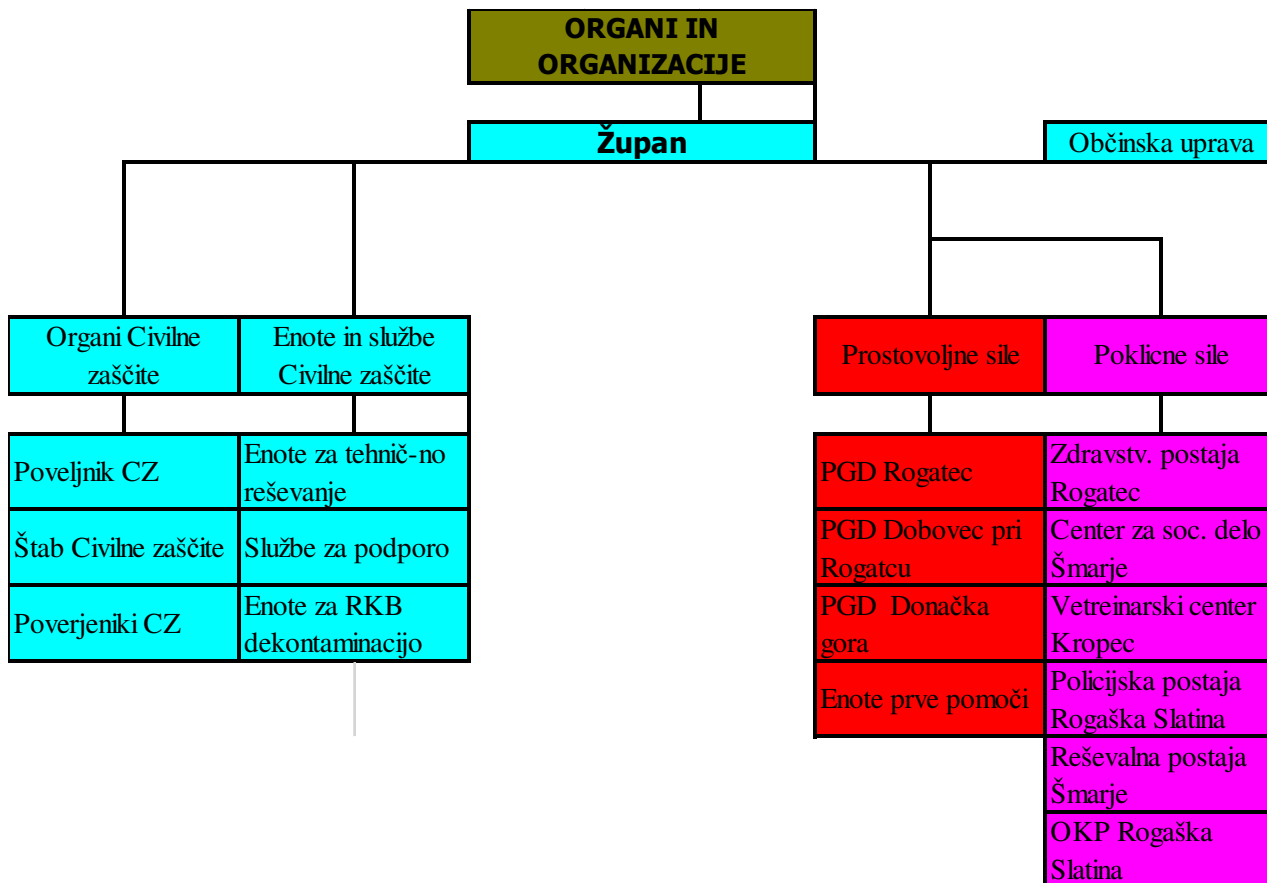 ORGANI IN
ORGANIZACIJE
Župan
Občinska uprava
Organi Civilne
zaščite
Enote in službe
Civilne zaščite
Prostovoljne sile
Poklicne sile
Poveljnik CZ
Enote za tehnič-no
reševanje
PGD Rogatec
Zdravstv. postaja
Rogatec
Štab Civilne zaščite
Službe za podporo
PGD Dobovec pri
Rogatcu
Center za soc. delo
Šmarje
Poverjeniki CZ
Enote za RKB
dekontaminacijo
PGD  Donačka
gora
Vetreinarski center
Kropec
Enote prve pomoči
Policijska postaja
Rogaška Slatina
Reševalna postaja
Šmarje
OKP Rogaška
Slatina